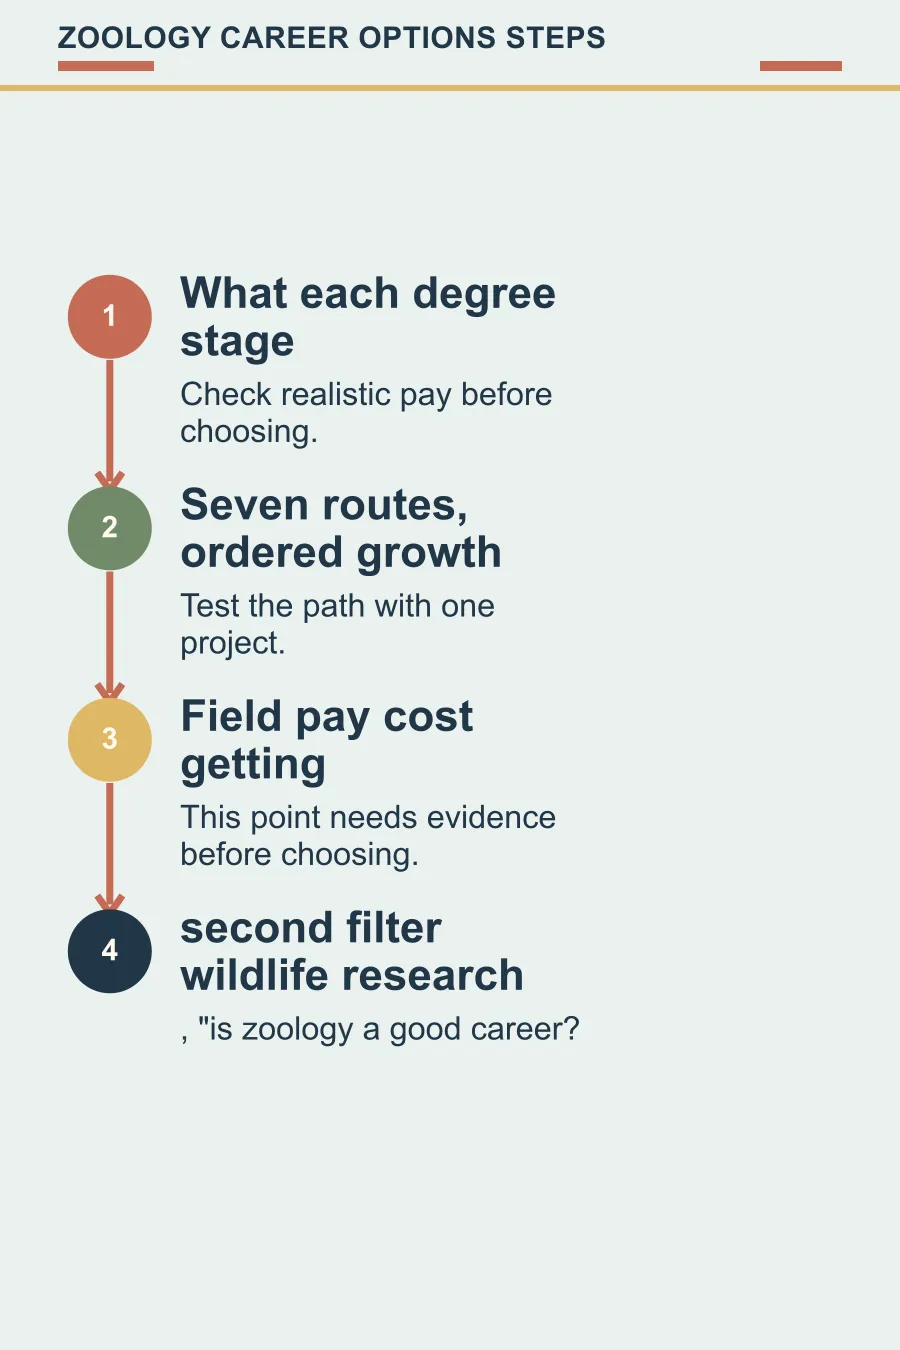 ZOOLOGY CAREER OPTIONS STEPS
1
What each degree
stage
Check realistic pay before
choosing.
2
Seven routes,
ordered growth
Test the path with one
project.
3
Field pay cost
getting
This point needs evidence
before choosing.
4
second filter
wildlife research
, "is zoology a good career?